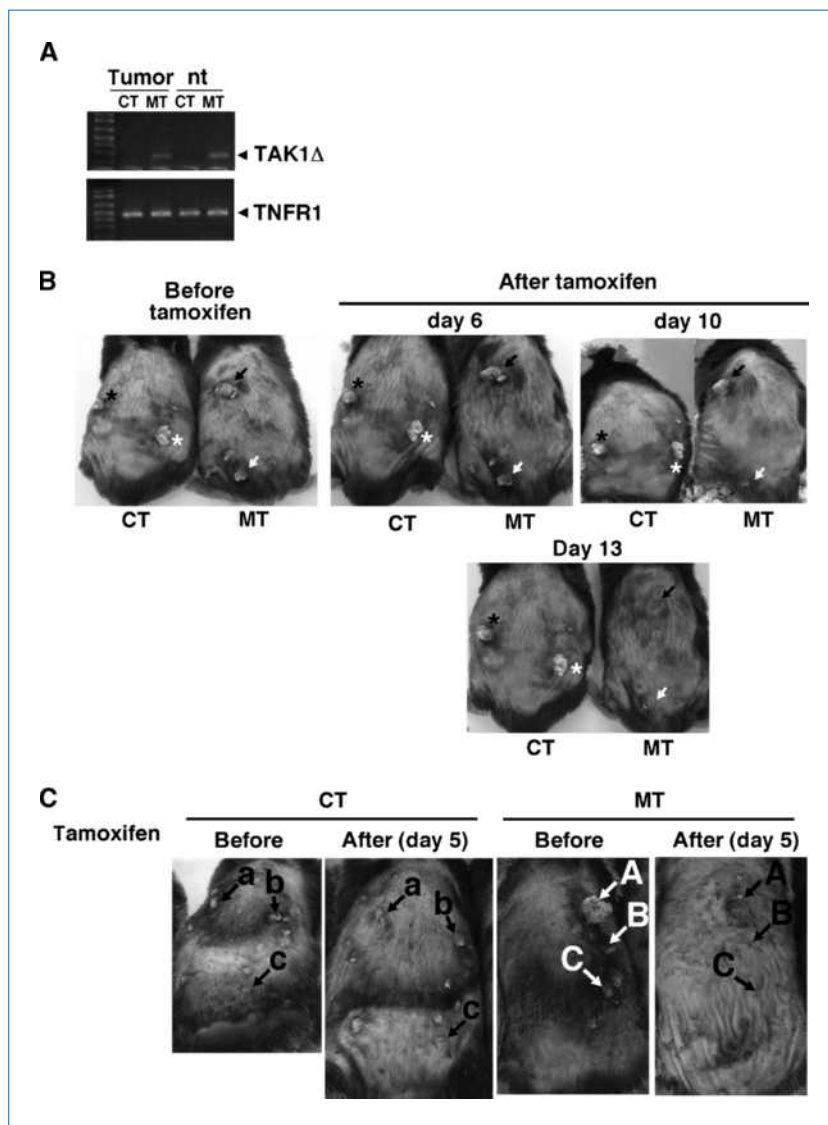 A
Tumor nt
CT MT CT MT
TAK1Δ
TNFR1
B
Before tamoxifen
After tamoxifen
day 6
day 10
*
*
*
*
*
*
CT MT
CT MT
CT MT
Day 13
*
*
CT MT
C
CT
MT
Tamoxifen
Before
After (day 5)
Before
After (day 5)
a
b
c
a
b
c
A
B
C
A
B
C